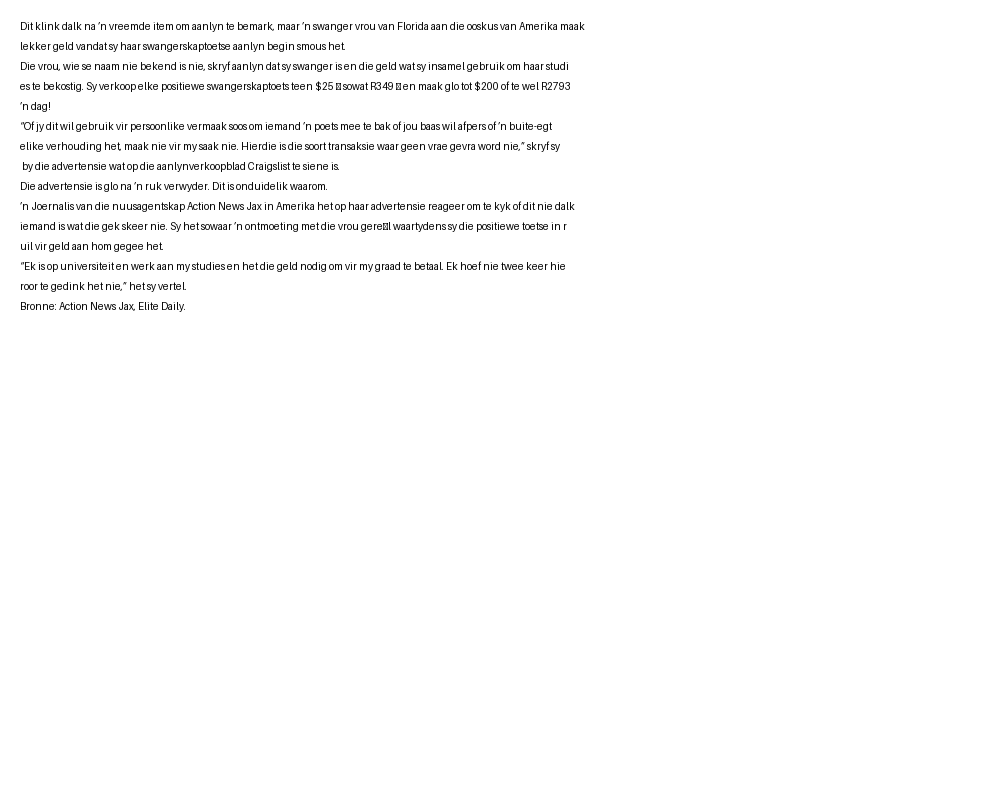 Dit klink dalk na ’n vreemde item om aanlyn te bemark, maar ’n swanger vrou van Florida aan die ooskus van Amerika maak
lekker geld vandat sy haar swangerskaptoetse aanlyn begin smous het.
Die vrou, wie se naam nie bekend is nie, skryf aanlyn dat sy swanger is en die geld wat sy insamel gebruik om haar studi
es te bekostig. Sy verkoop elke positiewe swangerskaptoets teen $25 sowat R349 en maak glo tot $200 of te wel R2793
’n dag!
“Of jy dit wil gebruik vir persoonlike vermaak soos om iemand ’n poets mee te bak of jou baas wil afpers of ’n buite-egt
elike verhouding het, maak nie vir my saak nie. Hierdie is die soort transaksie waar geen vrae gevra word nie,” skryf sy
by die advertensie wat op die aanlynverkoopblad Craigslist te siene is.
Die advertensie is glo na ’n ruk verwyder. Dit is onduidelik waarom.
’n Joernalis van die nuusagentskap Action News Jax in Amerika het op haar advertensie reageer om te kyk of dit nie dalk
iemand is wat die gek skeer nie. Sy het sowaar ’n ontmoeting met die vrou waartydens sy die positiewe toetse in r
uil vir geld aan hom gegee het.
“Ek is op universiteit en werk aan my studies en het die geld nodig om vir my graad te betaal. Ek hoef nie twee keer hie
roor te gedink het nie,” het sy vertel.
Bronne: Action News Jax, Elite Daily.